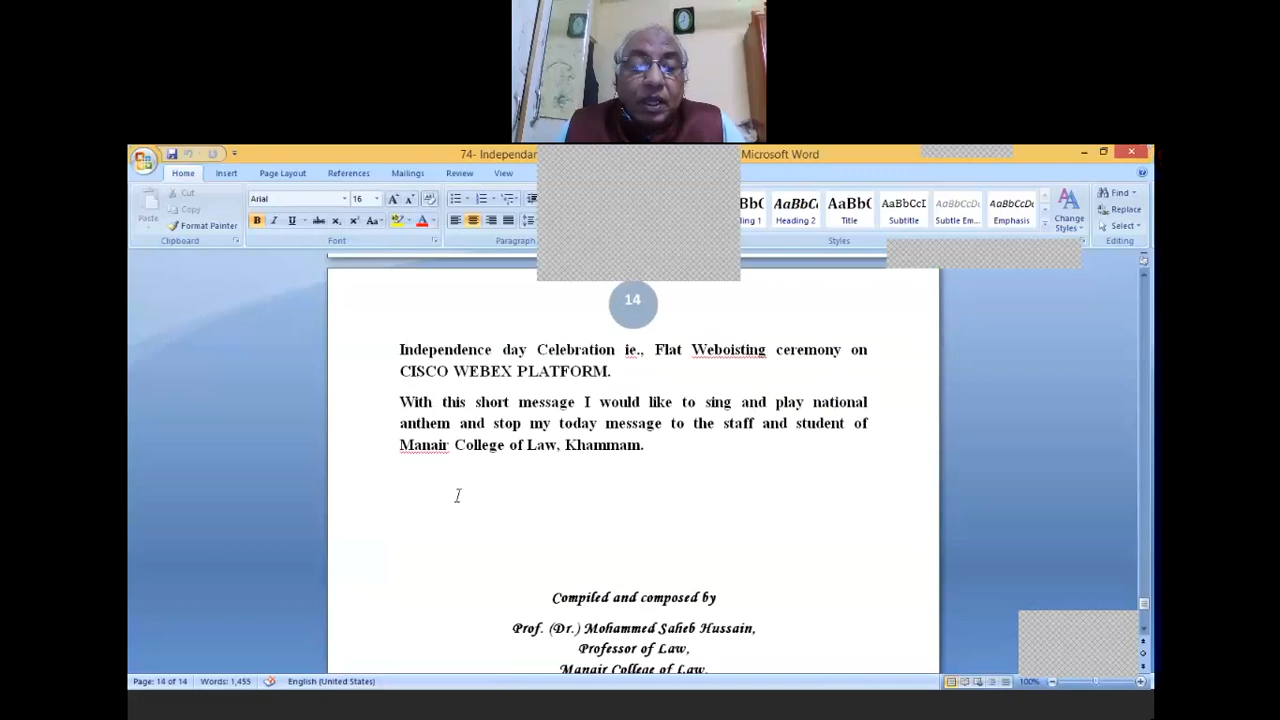 74- Independan
Microsoft Word
Home Insert Page Layout References Mailings Review View
Cut
Copy
Format Painter
Paste
Clipboard
Arial 16
Font
Paragraph
Heading 2
Title
Subtitle
Subtle Em...
Emphasis
Change Styles
Styles
Find
Replace
Select
Editing
14
Independence day Celebration ie., Flat Weboisting ceremony on
CISCO WEBEX PLATFORM.
With this short message I would like to sing and play national
anthem and stop my today message to the staff and student of
Manair College of Law, Khammam.
Compiled and composed by
Prof. (Dr.) Mohammed Saheb Hussain,
Professor of Law,
Manair College of Law,
Page: 14 of 14 Words: 1,455 English (United States) 100%